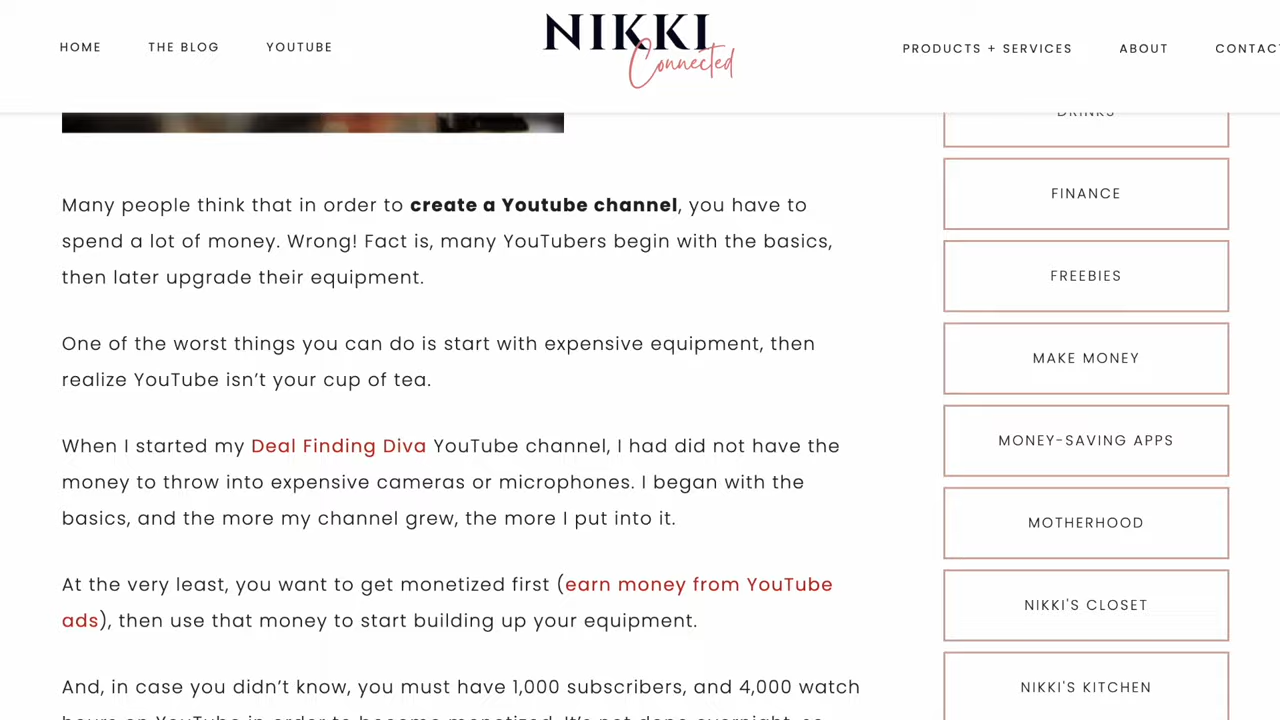 HOME
THE BLOG
YOUTUBE
NIKKI
Connected
PRODUCTS + SERVICES
ABOUT
Many people think that in order to create a Youtube channel, you have to
spend a lot of money. Wrong! Fact is, many YouTubers begin with the basics,
then later upgrade their equipment.
One of the worst things you can do is start with expensive equipment, then
realize YouTube isn’t your cup of tea.
When I started my Deal Finding Diva YouTube channel, I had did not have the
money to throw into expensive cameras or microphones. I began with the
basics, and the more my channel grew, the more I put into it.
At the very least, you want to get monetized first (earn money from YouTube
ads), then use that money to start building up your equipment.
And, in case you didn’t know, you must have 1,000 subscribers, and 4,000 watch
DRINKS
FINANCE
FREEBIES
MAKE MONEY
MONEY-SAVING APPS
MOTHERHOOD
NIKKI'S CLOSET
NIKKI'S KITCHEN